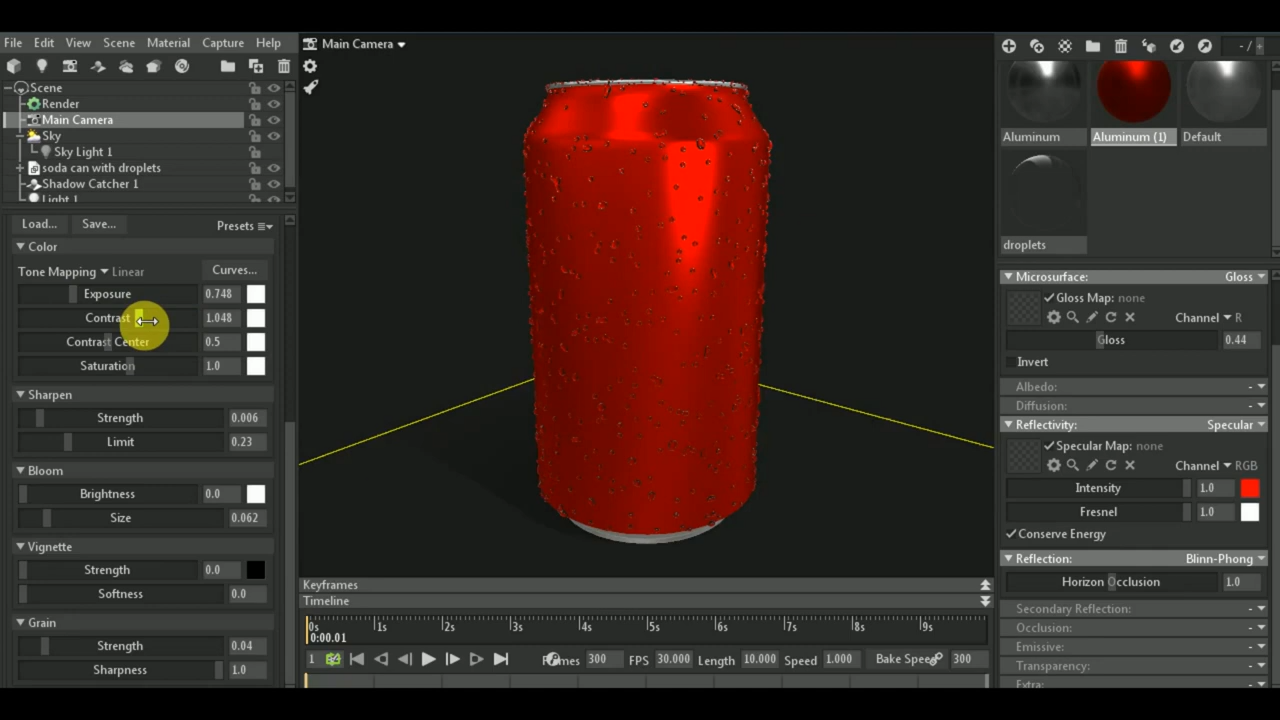 File Edit View Scene Material Capture Help
Scene
Render
Main Camera
Sky
Sky Light 1
soda can with droplets
Shadow Catcher 1
Light 1
Load... Save... Presets
Color
Tone Mapping Linear Curves...
Exposure 0.748
Contrast 1.048
Contrast Center 0.5
Saturation 1.0
Sharpen
Strength 0.006
Limit 0.23
Bloom
Brightness 0.0
Size 0.062
Vignette
Strength 0.0
Softness 0.0
Grain
Strength 0.04
Sharpness 1.0
Main Camera
Keyframes
Timeline
0s 1s 2s 3s 4s 5s 6s 7s 8s 9s
0:00.01
1 Frames 300 FPS 30.000 Length 10.000 Speed 1.000 Bake Speed 300
- /
Aluminum Aluminum (1) Default
droplets
Microsurface: Gloss
Gloss Map: none
Channel R
Gloss 0.44
Invert
Albedo: -
Diffusion: -
Reflectivity: Specular
Specular Map: none
Channel RGB
Intensity 1.0
Fresnel 1.0
Conserve Energy
Reflection: Blinn-Phong
Horizon Occlusion 1.0
Secondary Reflection: -
Occlusion: -
Emissive: -
Transparency: -
Extra: -